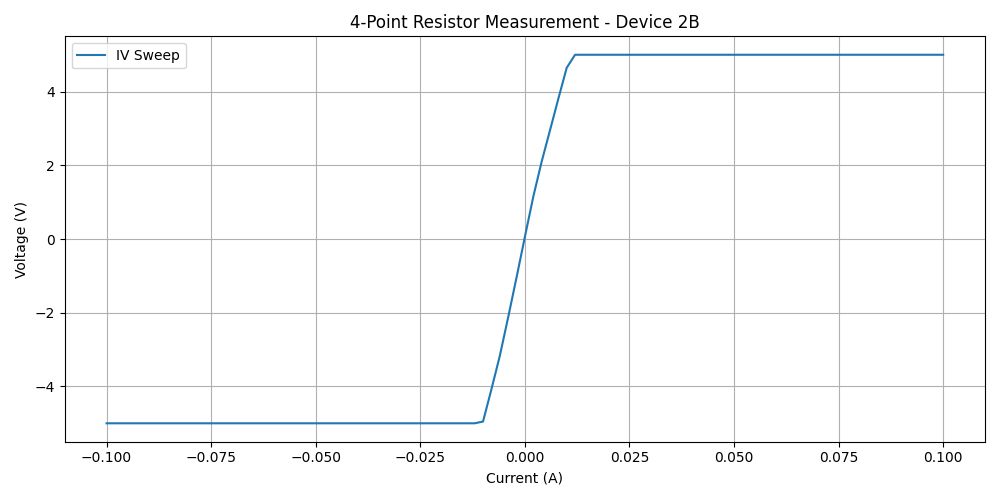 4-Point Resistor Measurement - Device 2B
IV Sweep
Voltage (V)
4
2
0
−2
−4
−0.100 −0.075 −0.050 −0.025 0.000 0.025 0.050 0.075 0.100
Current (A)